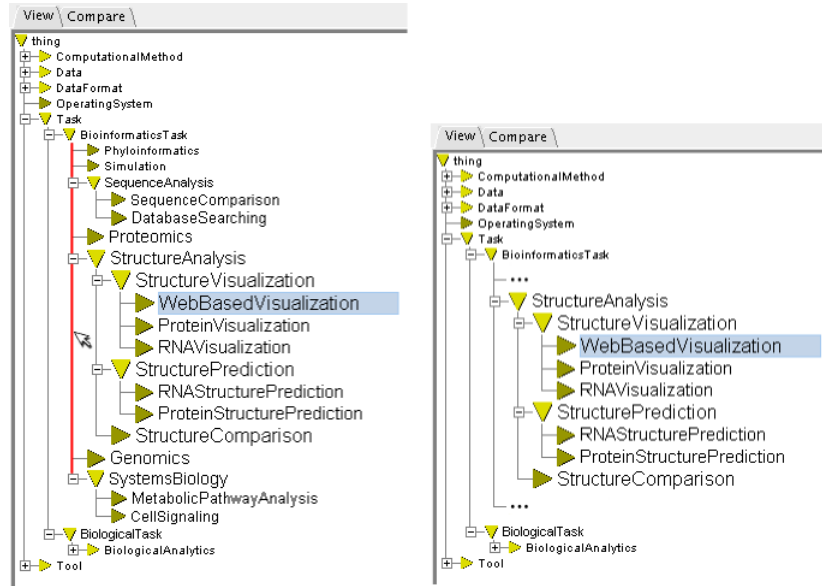 View Compare
thing
ComputationalMethod
Data
DataFormat
OperatingSystem
Task
BioinformaticsTask
Phyloinformatics
Simulation
SequenceAnalysis
SequenceComparison
DatabaseSearching
Proteomics
StructureAnalysis
StructureVisualization
WebBasedVisualization
ProteinVisualization
RNAVisualization
StructurePrediction
RNAStructurePrediction
ProteinStructurePrediction
StructureComparison
Genomics
SystemsBiology
MetabolicPathwayAnalysis
CellSignaling
BiologicalTask
BiologicalAnalytics
Tool
View Compare
thing
ComputationalMethod
Data
DataFormat
OperatingSystem
Task
BioinformaticsTask
...
StructureAnalysis
StructureVisualization
WebBasedVisualization
ProteinVisualization
RNAVisualization
StructurePrediction
RNAStructurePrediction
ProteinStructurePrediction
StructureComparison
...
BiologicalTask
BiologicalAnalytics
Tool